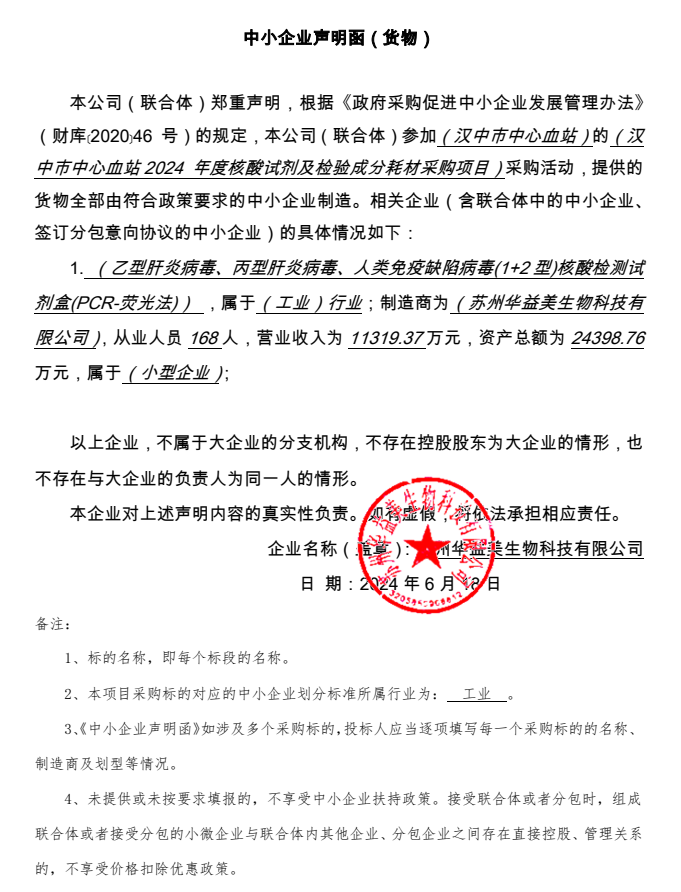 中小企业声明函（货物）
本公司（联合体）郑重声明，根据《政府采购促进中小企业发展管理办法》
（财库〔2020〕46 号）的规定，本公司（联合体）参加（汉中市中心血站）的（汉
中市中心血站 2024 年度核酸试剂及检验成分耗材采购项目）采购活动，提供的
货物全部由符合政策要求的中小企业制造。相关企业（含联合体中的中小企业、
签订分包意向协议的中小企业）的具体情况如下：
1. （乙型肝炎病毒、丙型肝炎病毒、人类免疫缺陷病毒(1+2 型)核酸检测试
剂盒(PCR-荧光法)） ，属于（工业）行业；制造商为（苏州华益美生物科技有
限公司），从业人员 168 人，营业收入为 11319.37 万元，资产总额为 24398.76
万元，属于（小型企业）；
以上企业，不属于大企业的分支机构，不存在控股股东为大企业的情形，也
不存在与大企业的负责人为同一人的情形。
本企业对上述声明内容的真实性负责。如有虚假，将依法承担相应责任。
企业名称（盖章）：苏州华益美生物科技有限公司
日 期：2024 年 6 月 18 日
苏州华益美生物科技有限公司
备注：
1、标的名称，即每个标段的名称。
2、本项目采购标的对应的中小企业划分标准所属行业为： 工业 。
3、《中小企业声明函》如涉及多个采购标的，投标人应当逐项填写每一个采购标的的名称、
制造商及划型等情况。
4、未提供或未按要求填报的，不享受中小企业扶持政策。接受联合体或者分包时，组成
联合体或者接受分包的小微企业与联合体内其他企业、分包企业之间存在直接控股、管理关系
的，不享受价格扣除优惠政策。